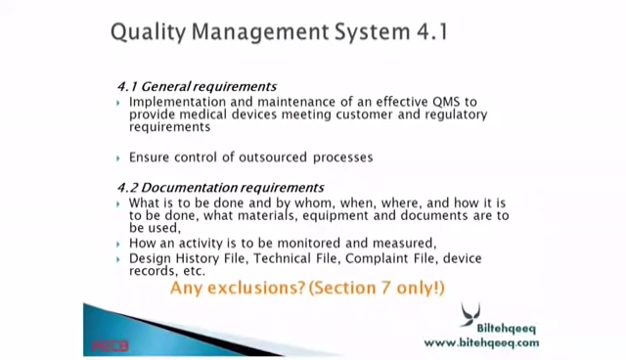 Quality Management System 4.1
4.1 General requirements
Implementation and maintenance of an effective QMS to
provide medical devices meeting customer and regulatory
requirements
Ensure control of outsourced processes
4.2 Documentation requirements
What is to be done and by whom, when, where, and how it is
to be done, what materials, equipment and documents are to
be used,
How an activity is to be monitored and measured,
Design History File, Technical File, Complaint File, device
records, etc.
Any exclusions? (Section 7 only!)
Biltehqeeq
PECB
www.bitehqeeq.com